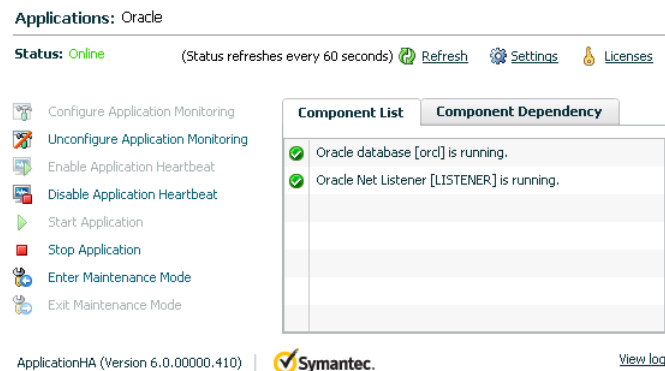 Applications: Oracle
Status: Online (Status refreshes every 60 seconds) Refresh Settings Licenses
Configure Application Monitoring
Unconfigure Application Monitoring
Enable Application Heartbeat
Disable Application Heartbeat
Start Application
Stop Application
Enter Maintenance Mode
Exit Maintenance Mode
Component List Component Dependency
Oracle database [orcl] is running.
Oracle Net Listener [LISTENER] is running.
ApplicationHA (Version 6.0.00000.410) Symantec. View log